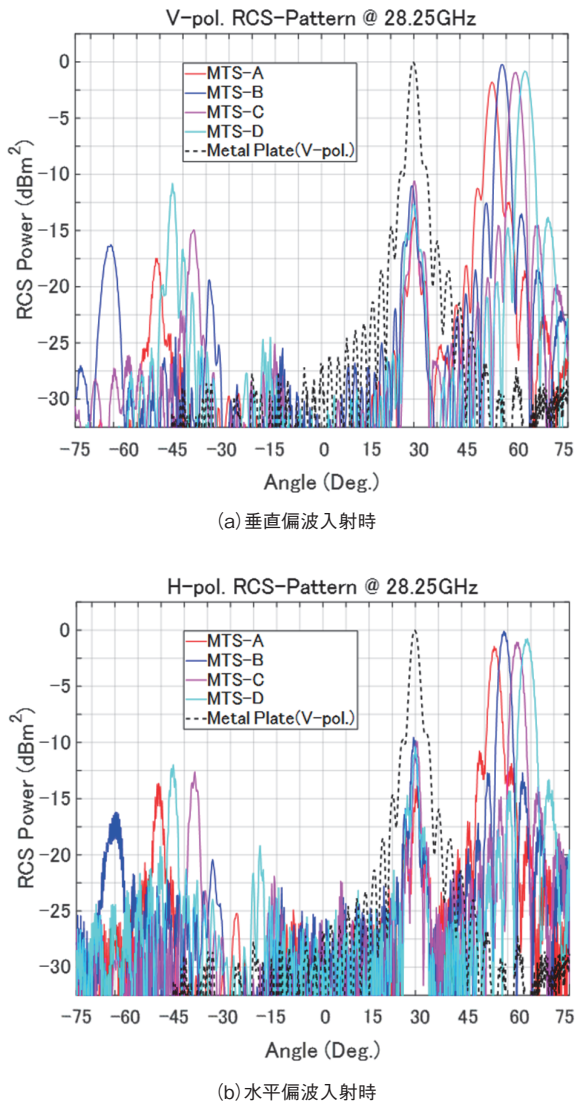 V-pol. RCS-Pattern @ 28.25GHz
0
-5
-10
-15
-20
-25
-30
RCS Power (dBm²)
MTS-A
MTS-B
MTS-C
MTS-D
Metal Plate(V-pol.)
-75 -60 -45 -30 -15 0 15 30 45 60 75
Angle (Deg.)
(a)垂直偏波入射時
H-pol. RCS-Pattern @ 28.25GHz
0
-5
-10
-15
-20
-25
-30
RCS Power (dBm²)
MTS-A
MTS-B
MTS-C
MTS-D
Metal Plate(V-pol.)
-75 -60 -45 -30 -15 0 15 30 45 60 75
Angle (Deg.)
(b)水平偏波入射時